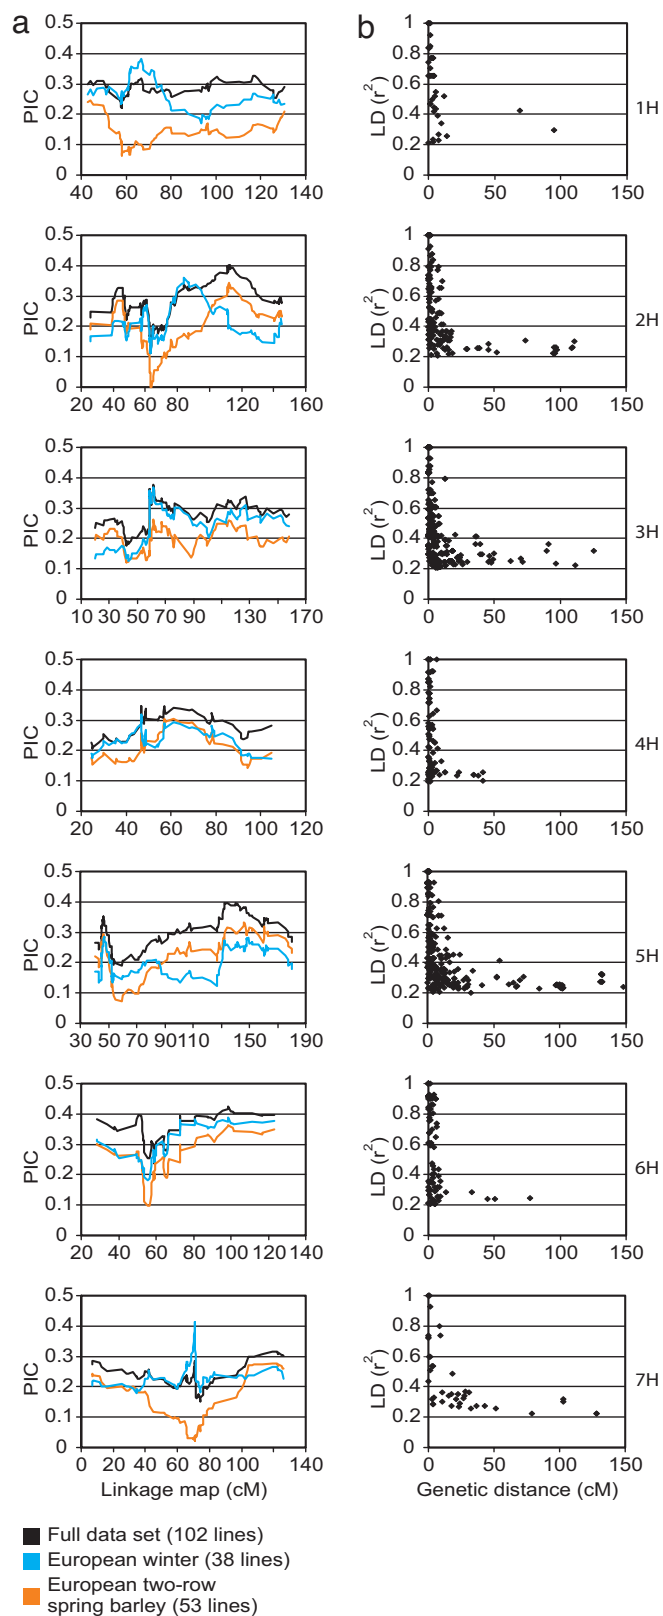 a
b
0.5
0.4
0.3
0.2
0.1
0
PIC
40 60 80 100 120 140
1
0.8
0.6
0.4
0.2
0
LD (r²)
0 50 100 150
1H
0.5
0.4
0.3
0.2
0.1
0
PIC
20 40 60 80 100 120 140 160
1
0.8
0.6
0.4
0.2
0
LD (r²)
0 50 100 150
2H
0.5
0.4
0.3
0.2
0.1
0
PIC
10 30 50 70 90 110 130 150 170
1
0.8
0.6
0.4
0.2
0
LD (r²)
0 50 100 150
3H
0.5
0.4
0.3
0.2
0.1
0
PIC
20 40 60 80 100 120
1
0.8
0.6
0.4
0.2
0
LD (r²)
0 50 100 150
4H
0.5
0.4
0.3
0.2
0.1
0
PIC
30 50 70 90 110 130 150 170 190
1
0.8
0.6
0.4
0.2
0
LD (r²)
0 50 100 150
5H
0.5
0.4
0.3
0.2
0.1
0
PIC
20 40 60 80 100 120 140
1
0.8
0.6
0.4
0.2
0
LD (r²)
0 50 100 150
6H
0.5
0.4
0.3
0.2
0.1
0
PIC
0 20 40 60 80 100 120 140
Linkage map (cM)
1
0.8
0.6
0.4
0.2
0
LD (r²)
0 50 100 150
Genetic distance (cM)
7H
Full data set (102 lines)
European winter (38 lines)
European two-row
spring barley (53 lines)